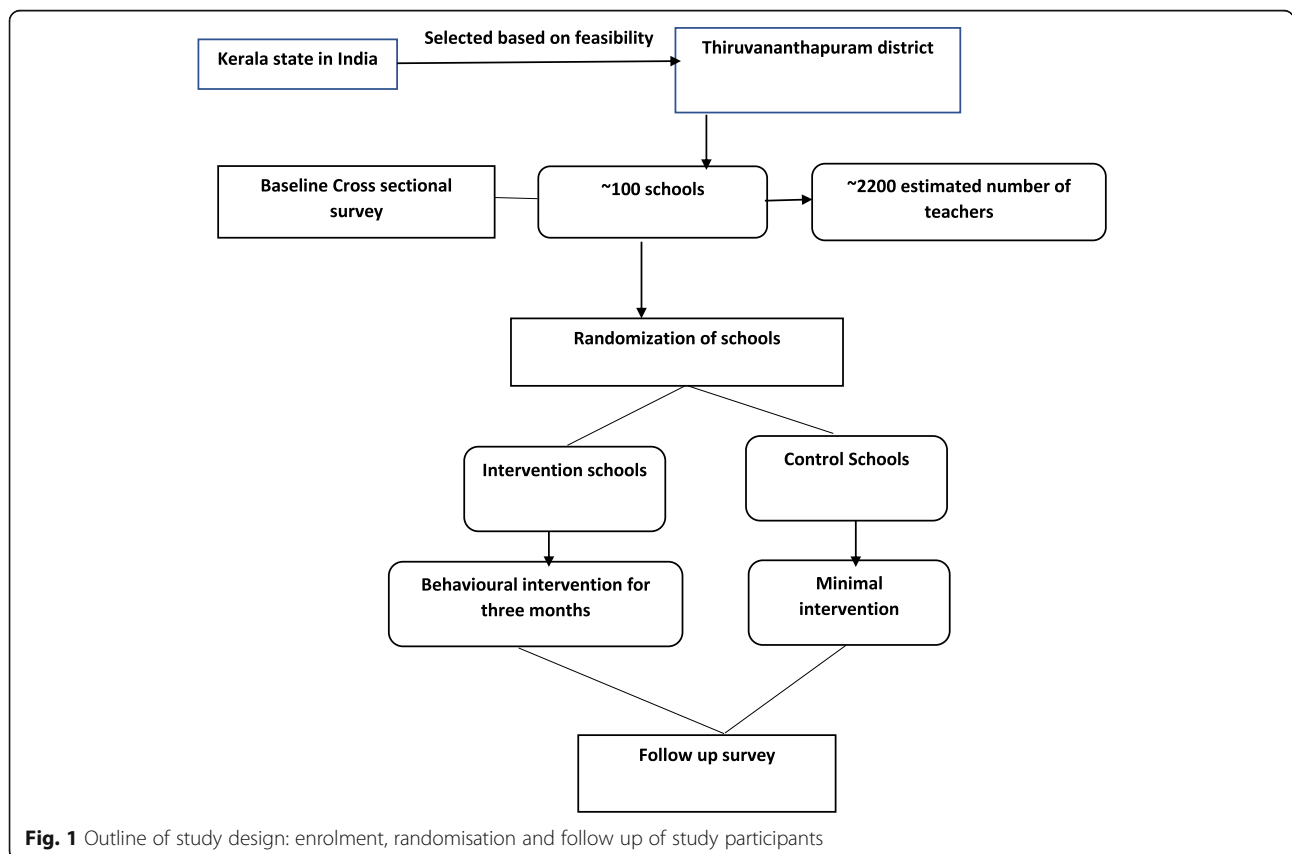 Selected based on feasibility
Kerala state in India
Thiruvananthapuram district
Baseline Cross sectional
survey
~100 schools
~2200 estimated number of
teachers
Randomization of schools
Intervention schools
Control Schools
Behavioural intervention for
three months
Minimal
intervention
Follow up survey
Fig. 1 Outline of study design: enrolment, randomisation and follow up of study participants